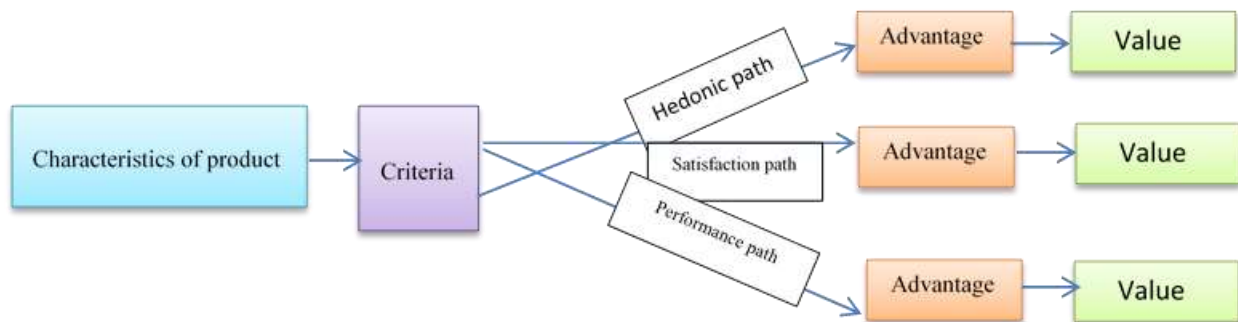 Characteristics of product
Criteria
Hedonic path
Advantage
Value
Satisfaction path
Advantage
Value
Performance path
Advantage
Value